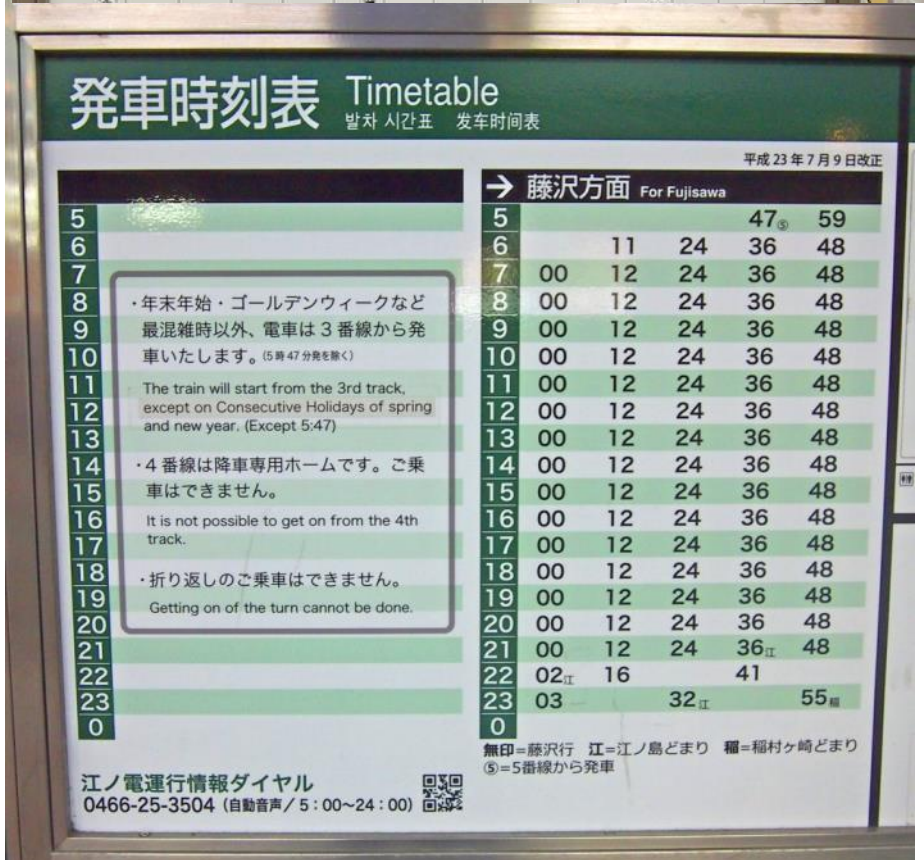 発車時刻表 Timetable
발차 시간표 发车时间表
平成23年7月9日改正
5
6
7
8
9
10
11
12
13
14
15
16
17
18
19
20
21
22
23
0
・年末年始・ゴールデンウィークなど
最混雑時以外、電車は3番線から発
車いたします。(5時47分発を除く)
The train will start from the 3rd track,
except on Consecutive Holidays of spring
and new year. (Except 5:47)
・4番線は降車専用ホームです。ご乗
車はできません。
It is not possible to get on from the 4th
track.
・折り返しのご乗車はできません。
Getting on of the turn cannot be done.
→ 藤沢方面 For Fujisawa
5 47⑤ 59
6 11 24 36 48
7 00 12 24 36 48
8 00 12 24 36 48
9 00 12 24 36 48
10 00 12 24 36 48
11 00 12 24 36 48
12 00 12 24 36 48
13 00 12 24 36 48
14 00 12 24 36 48
15 00 12 24 36 48
16 00 12 24 36 48
17 00 12 24 36 48
18 00 12 24 36 48
19 00 12 24 36 48
20 00 12 24 36 48
21 00 12 24 36江 48
22 02江 16 41
23 03 32江 55稲
0
無印=藤沢行 江=江ノ島どまり 稲=稲村ヶ崎どまり
⑤=5番線から発車
江ノ電運行情報ダイヤル
0466-25-3504 (自動音声/5:00~24:00)